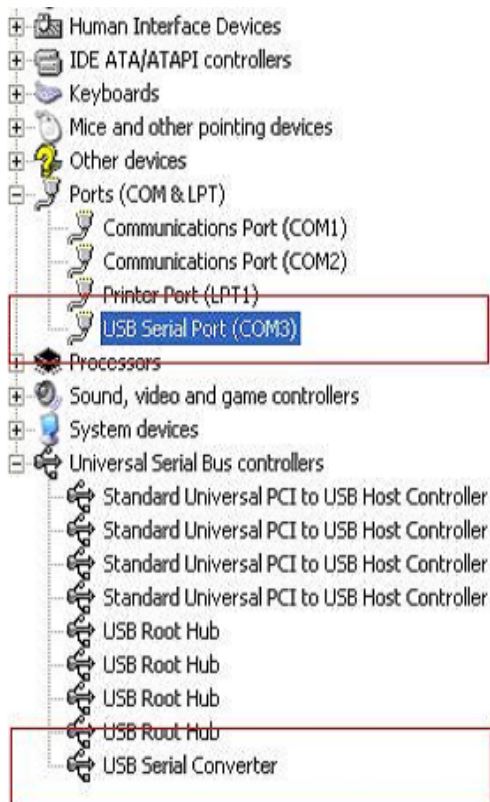 Human Interface Devices
IDE ATA/ATAPI controllers
Keyboards
Mice and other pointing devices
Other devices
Ports (COM & LPT)
Communications Port (COM1)
Communications Port (COM2)
Printer Port (LPT1)
USB Serial Port (COM3)
Processors
Sound, video and game controllers
System devices
Universal Serial Bus controllers
Standard Universal PCI to USB Host Controller
Standard Universal PCI to USB Host Controller
Standard Universal PCI to USB Host Controller
Standard Universal PCI to USB Host Controller
USB Root Hub
USB Root Hub
USB Root Hub
USB Root Hub
USB Serial Converter